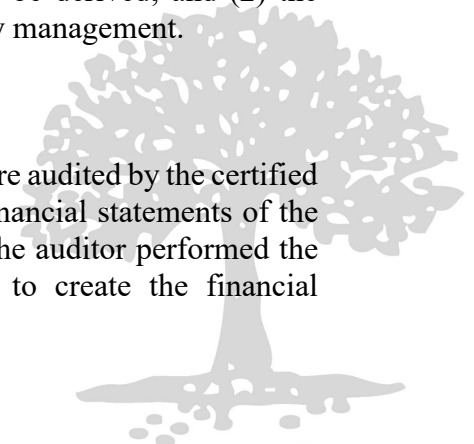 be derived, and (2) the
y management.
re audited by the certified
nancial statements of the
he auditor performed the
to create the financial